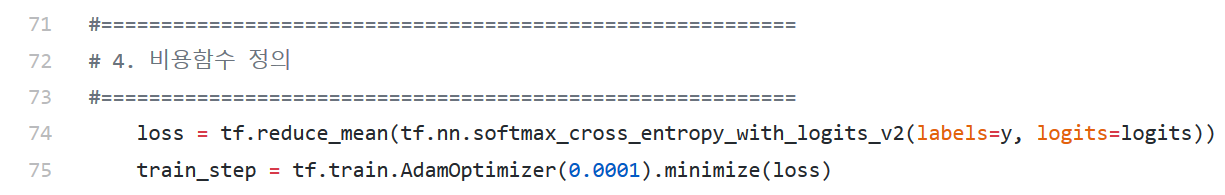 71 #==========================================================
72 # 4. 비용함수 정의
73 #==========================================================
74 loss = tf.reduce_mean(tf.nn.softmax_cross_entropy_with_logits_v2(labels=y, logits=logits))
75 train_step = tf.train.AdamOptimizer(0.0001).minimize(loss)